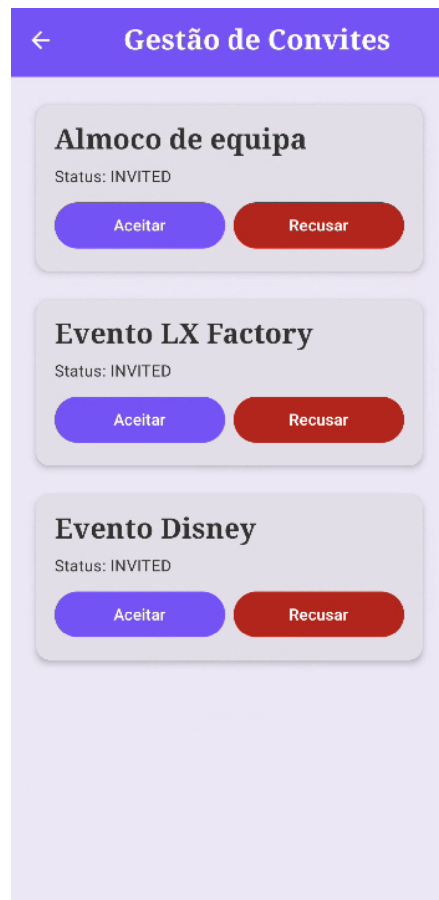 Gestão de Convites
Almoco de equipa
Status: INVITED
Aceitar Recusar
Evento LX Factory
Status: INVITED
Aceitar Recusar
Evento Disney
Status: INVITED
Aceitar Recusar